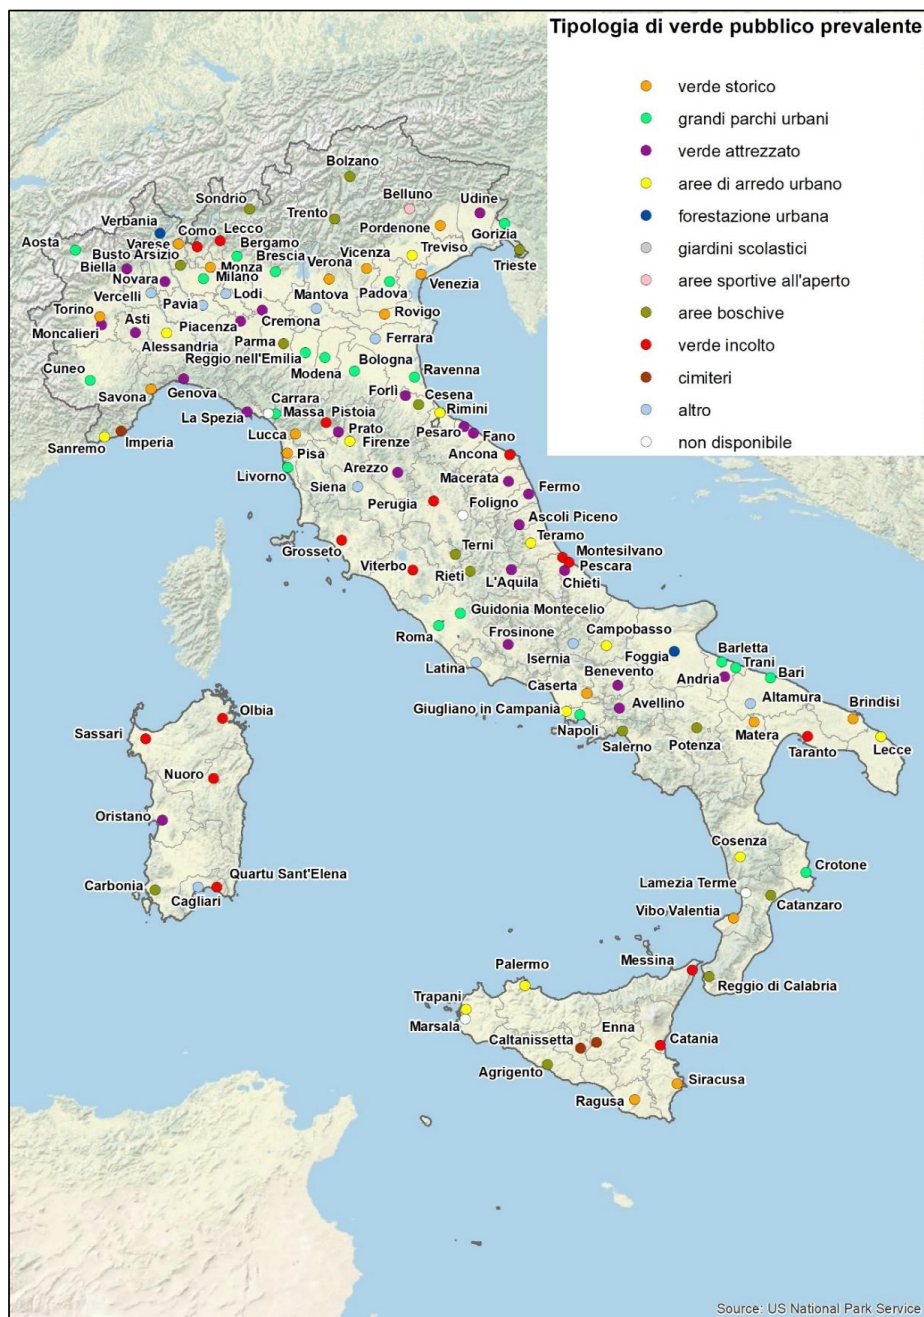 Tipologia di verde pubblico prevalente
verde storico
grandi parchi urbani
verde attrezzato
aree di arredo urbano
forestazione urbana
giardini scolastici
aree sportive all'aperto
aree boschive
verde incolto
cimiteri
altro
non disponibile
Bolzano
Sondrio
Belluno
Udine
Verbania
Trento
Pordenone
Como
Lecco
Gorizia
Aosta
Varese
Bergamo
Vicenza
Treviso
Busto Arsizio
Brescia
Verona
Trieste
Biella
Monza
Novara
Milano
Venezia
Vercelli
Lodi
Mantova
Padova
Pavia
Torino
Rovigo
Asti
Cremona
Moncalieri
Piacenza
Ferrara
Alessandria
Parma
Reggio nell'Emilia
Bologna
Cuneo
Modena
Ravenna
Savona
Genova
Forlì
Cesena
Carrara
La Spezia
Massa
Pistoia
Rimini
Imperia
Prato
Pesaro
Fano
Sanremo
Lucca
Firenze
Pisa
Ancona
Livorno
Arezzo
Macerata
Siena
Fermo
Perugia
Foligno
Ascoli Piceno
Teramo
Grosseto
Terni
Montesilvano
Viterbo
Pescara
Rieti
L'Aquila
Chieti
Guidonia Montecelio
Roma
Frosinone
Campobasso
Barletta
Isernia
Foggia
Trani
Latina
Benevento
Bari
Andria
Caserta
Altamura
Brindisi
Giugliano in Campania
Avellino
Napoli
Matera
Salerno
Potenza
Taranto
Lecce
Olbia
Sassari
Nuoro
Oristano
Cosenza
Quartu Sant'Elena
Crotone
Carbonia
Lamezia Terme
Cagliari
Catanzaro
Vibo Valentia
Messina
Palermo
Reggio di Calabria
Trapani
Marsala
Enna
Caltanissetta
Catania
Agrigento
Siracusa
Ragusa
Source: US National Park Service